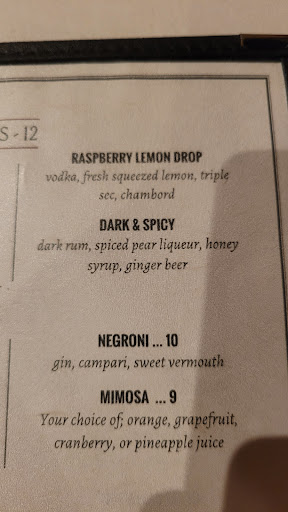 S - 12
RASPBERRY LEMON DROP
vodka, fresh squeezed lemon, triple
sec, chambord
DARK & SPICY
dark rum, spiced pear liqueur, honey
syrup, ginger beer
NEGRONI ... 10
gin, campari, sweet vermouth
MIMOSA ... 9
Your choice of; orange, grapefruit,
cranberry, or pineapple juice